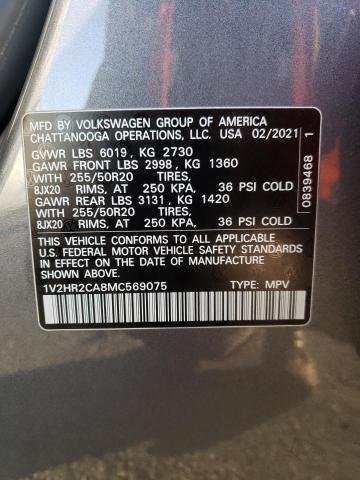 MFD BY VOLKSWAGEN GROUP OF AMERICA
CHATTANOOGA OPERATIONS, LLC. USA 02/2021
GVWR LBS 6019, KG 2730
GAWR FRONT LBS 2998, KG 1360
WITH 255/50R20 TIRES,
8JX20 RIMS, AT 250 KPA, 36 PSI COLD
GAWR REAR LBS 3131, KG 1420
WITH 255/50R20 TIRES,
8JX20 RIMS, AT 250 KPA, 36 PSI COLD
THIS VEHICLE CONFORMS TO ALL APPLICABLE
U.S. FEDERAL MOTOR VEHICLE SAFETY STANDARDS
IN EFFECT ON THE DATE OF MANUFACTURE SHOWN
ABOVE.
1V2HR2CA8MC569075 TYPE: MPV
0839468 1